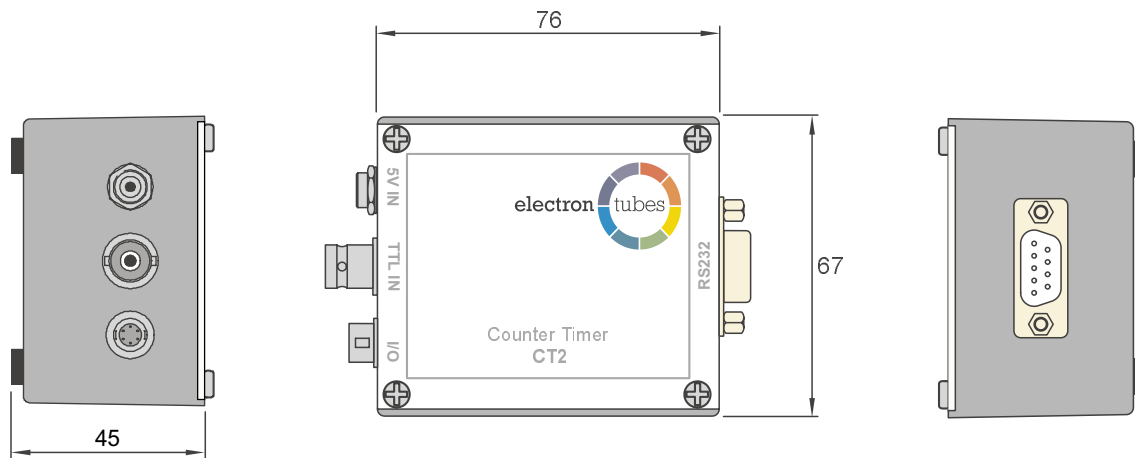 76
5V IN
electron tubes
TTL IN
RS232
67
Counter Timer
I/O
CT2
45